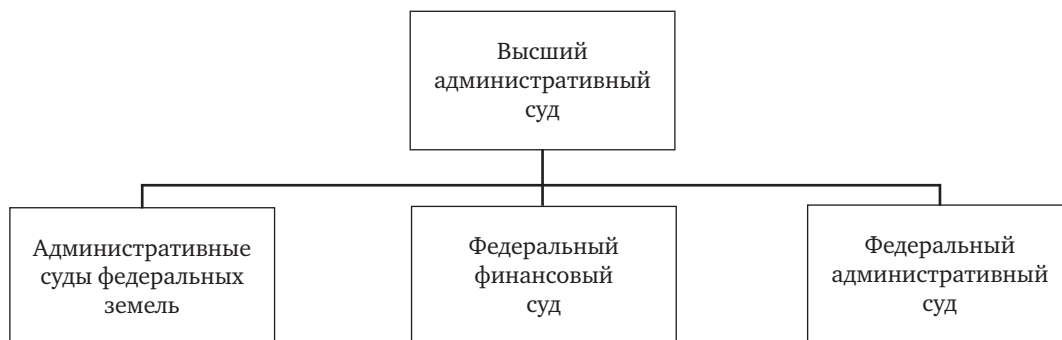 Высший
административный
суд
Административные
суды федеральных
земель
Федеральный
финансовый
суд
Федеральный
административный
суд